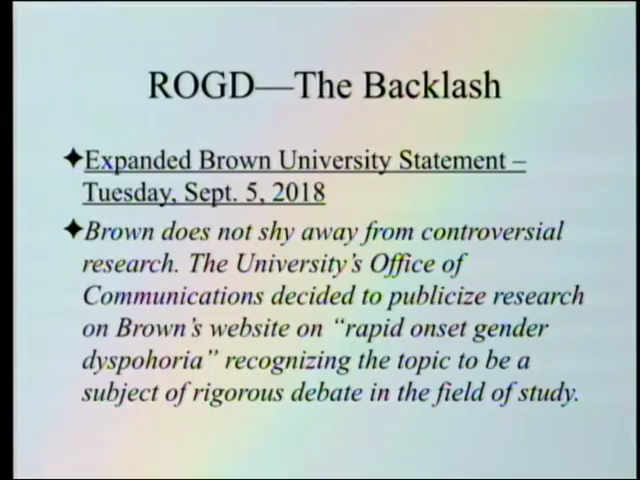 ROGD—The Backlash
Expanded Brown University Statement –
Tuesday, Sept. 5, 2018
Brown does not shy away from controversial
research. The University's Office of
Communications decided to publicize research
on Brown's website on "rapid onset gender
dyspohoria" recognizing the topic to be a
subject of rigorous debate in the field of study.